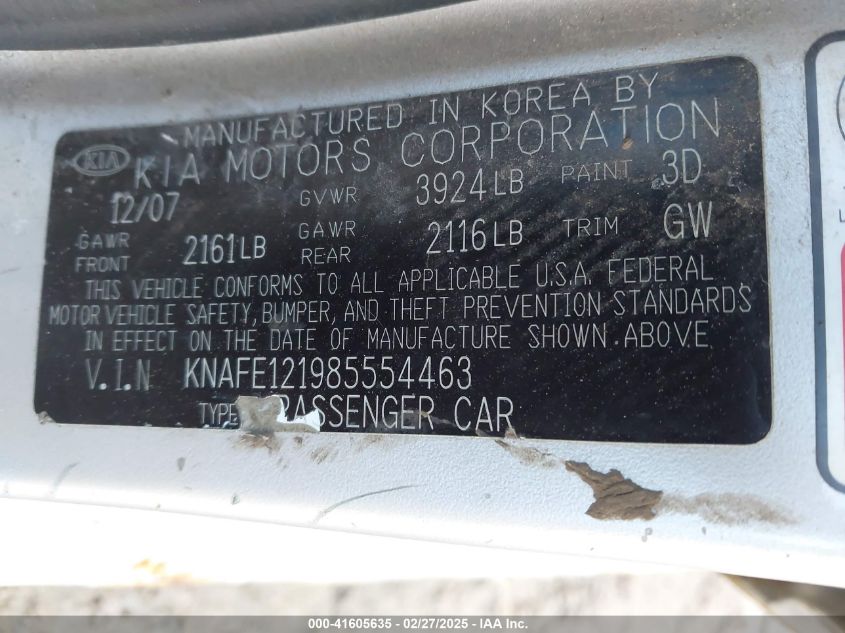 MANUFACTURED IN KOREA BY
KIA KIA MOTORS CORPORATION
12/07 GVWR 3924LB PAINT 3D
GAWR FRONT 2161LB GAWR REAR 2116LB TRIM GW
THIS VEHICLE CONFORMS TO ALL APPLICABLE U.S.A. FEDERAL
MOTOR VEHICLE SAFETY, BUMPER, AND THEFT PREVENTION STANDARDS
IN EFFECT ON THE DATE OF MANUFACTURE SHOWN ABOVE
V.I.N KNAFE121985554463
TYPE PASSENGER CAR
000-41605635 - 02/27/2025 - IAA Inc.